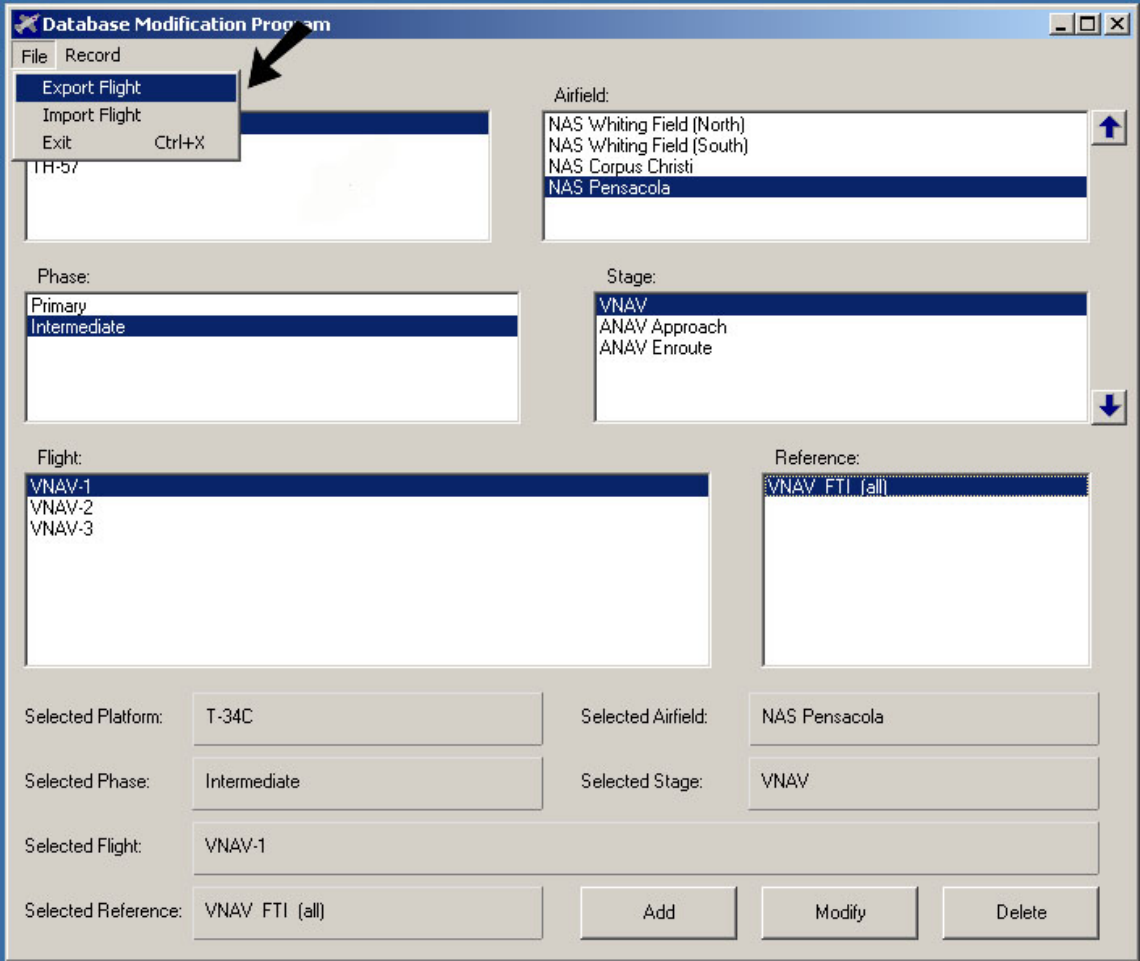 Database Modification Program
File Record
Export Flight
Import Flight
Exit Ctrl+X
TH-57
Airfield:
NAS Whiting Field (North)
NAS Whiting Field (South)
NAS Corpus Christi
NAS Pensacola
Phase:
Primary
Intermediate
Stage:
VNAV
ANAV Approach
ANAV Enroute
Flight:
VNAV-1
VNAV-2
VNAV-3
Reference:
VNAV FTI (all)
Selected Platform: T-34C Selected Airfield: NAS Pensacola
Selected Phase: Intermediate Selected Stage: VNAV
Selected Flight: VNAV-1
Selected Reference: VNAV FTI (all) Add Modify Delete